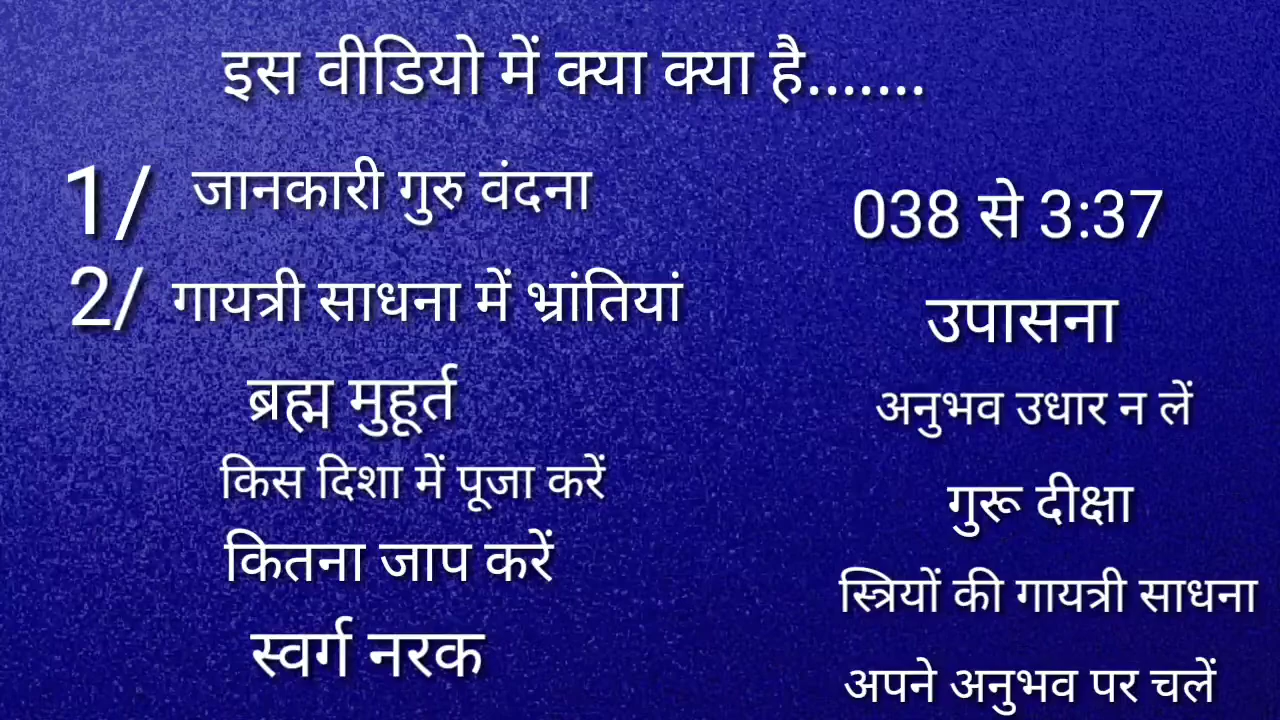 इस वीडियो में क्या क्या है.......
1/ जानकारी गुरु वंदना
038 से 3:37
2/ गायत्री साधना में भ्रांतियां
उपासना
ब्रह्म मुहूर्त
अनुभव उधार न लें
किस दिशा में पूजा करें
गुरू दीक्षा
कितना जाप करें
स्त्रियों की गायत्री साधना
स्वर्ग नरक
अपने अनुभव पर चलें